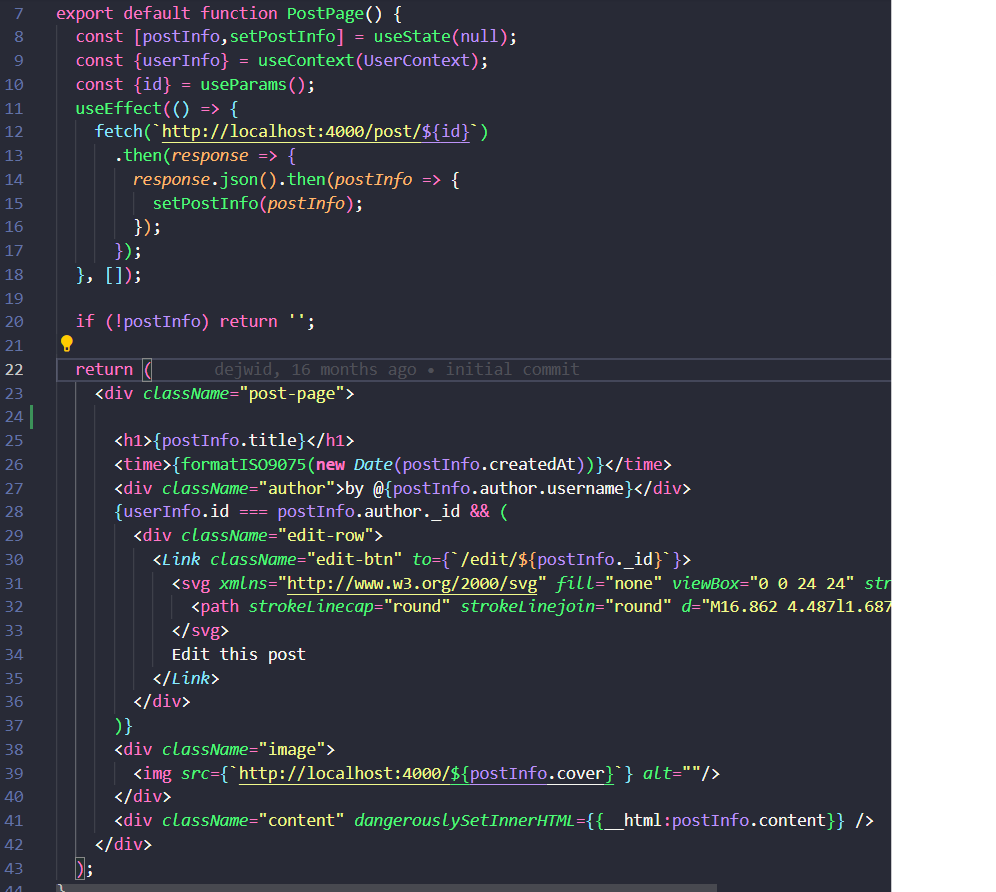 7 export default function PostPage() {
8 const [postInfo,setPostInfo] = useState(null);
9 const {userInfo} = useContext(UserContext);
10 const {id} = useParams();
11 useEffect(() => {
12 fetch(`http://localhost:4000/post/${id}`)
13 .then(response => {
14 response.json().then(postInfo => {
15 setPostInfo(postInfo);
16 });
17 });
18 }, []);
19
20 if (!postInfo) return '';
21
22 return ( dejwid, 16 months ago • initial commit
23 <div className="post-page">
24
25 <h1>{postInfo.title}</h1>
26 <time>{formatISO9075(new Date(postInfo.createdAt))}</time>
27 <div className="author">by @{postInfo.author.username}</div>
28 {userInfo.id === postInfo.author._id && (
29 <div className="edit-row">
30 <Link className="edit-btn" to={`/edit/${postInfo._id}`}>
31 <svg xmlns="http://www.w3.org/2000/svg" fill="none" viewBox="0 0 24 24" str
32 <path strokeLinecap="round" strokeLinejoin="round" d="M16.862 4.487l1.687
33 </svg>
34 Edit this post
35 </Link>
36 </div>
37 )}
38 <div className="image">
39 <img src={`http://localhost:4000/${postInfo.cover}`} alt=""/>
40 </div>
41 <div className="content" dangerouslySetInnerHTML={{__html:postInfo.content}} />
42 </div>
43 );
44 }